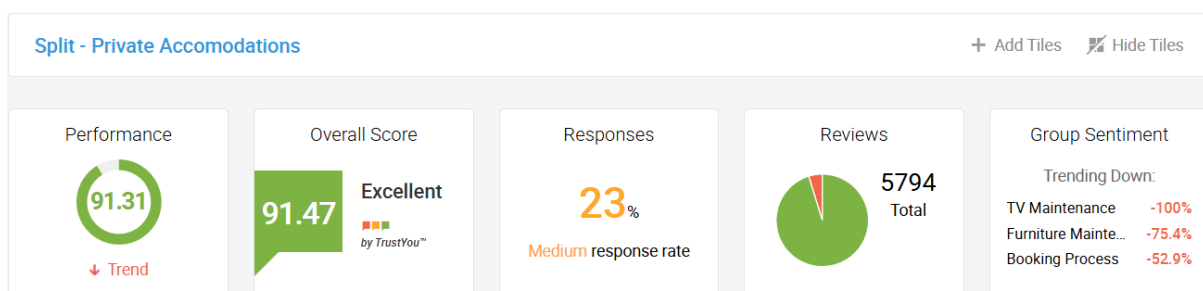 Split - Private Accomodations
Add Tiles
Hide Tiles
Performance
91.31
Trend
Overall Score
91.47
Excellent
by TrustYou™
Responses
23%
Medium response rate
Reviews
5794
Total
Group Sentiment
Trending Down:
TV Maintenance -100%
Furniture Mainte... -75.4%
Booking Process -52.9%